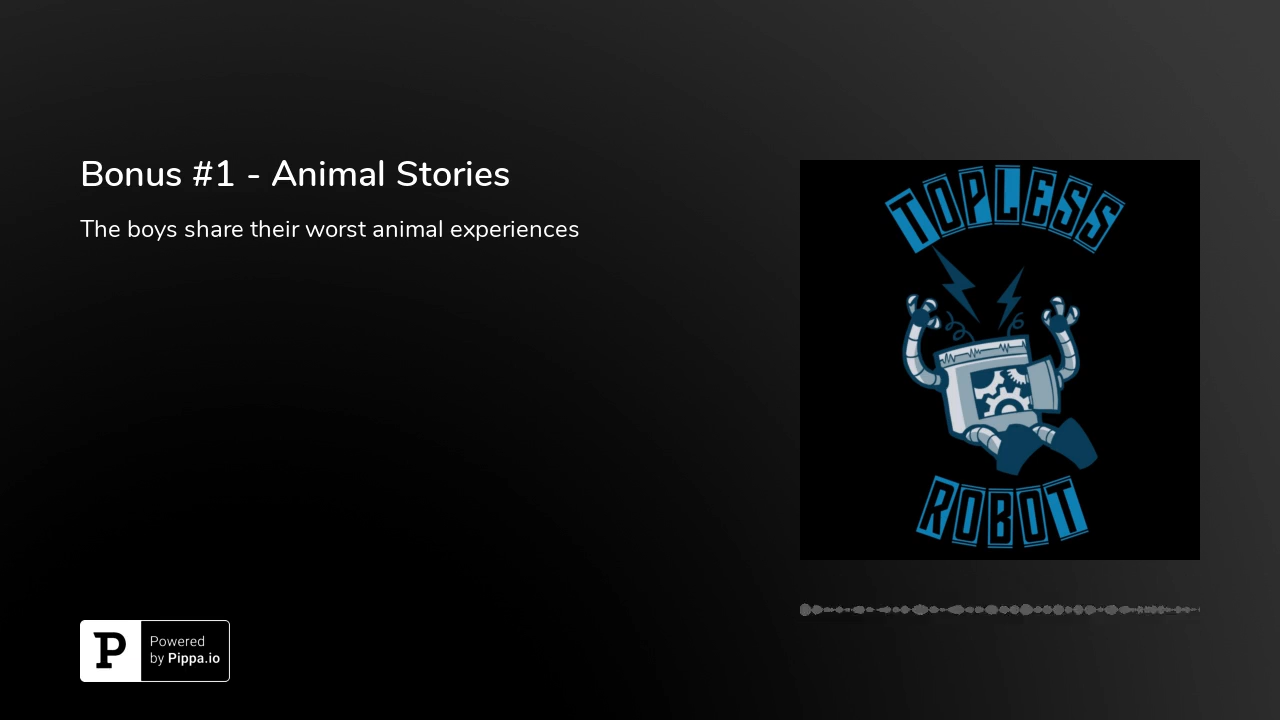 Bonus #1 - Animal Stories
The boys share their worst animal experiences
TOPLESS
ROBOT
P
Powered
by Pippa.io